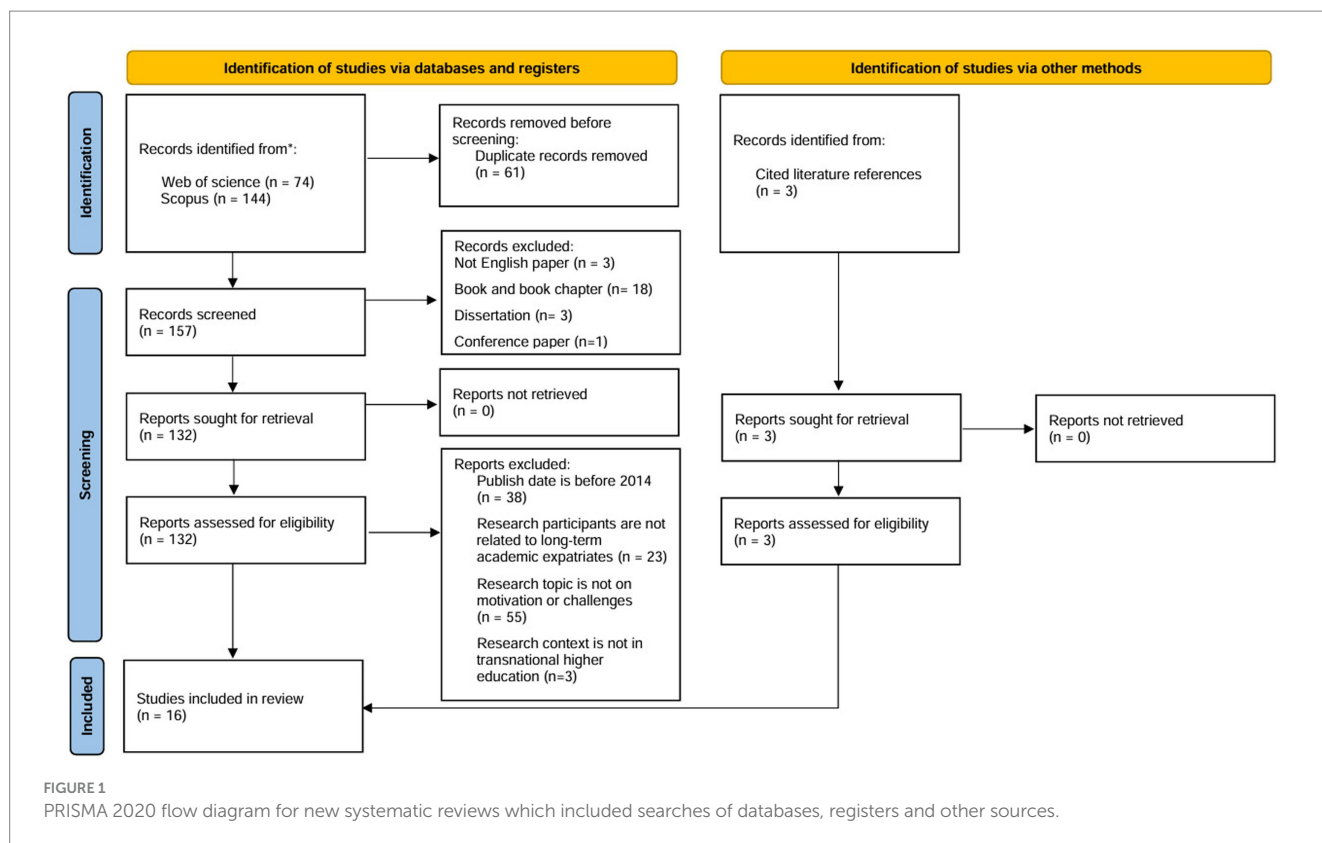 Identification of studies via databases and registers
Identification of studies via other methods
Identification
Records identified from*:
Web of science (n = 74)
Scopus (n = 144)
Records removed before
screening:
Duplicate records removed
(n = 61)
Records identified from:
Cited literature references
(n = 3)
Screening
Records screened
(n = 157)
Records excluded:
Not English paper (n = 3)
Book and book chapter (n= 18)
Dissertation (n= 3)
Conference paper (n=1)
Reports sought for retrieval
(n = 132)
Reports not retrieved
(n = 0)
Reports sought for retrieval
(n = 3)
Reports not retrieved
(n = 0)
Reports assessed for eligibility
(n = 132)
Reports excluded:
Publish date is before 2014
(n = 38)
Research participants are not
related to long-term
academic expatriates (n = 23)
Research topic is not on
motivation or challenges
(n = 55)
Research context is not in
transnational higher
education (n=3)
Reports assessed for eligibility
(n = 3)
Included
Studies included in review
(n = 16)
FIGURE 1
PRISMA 2020 flow diagram for new systematic reviews which included searches of databases, registers and other sources.